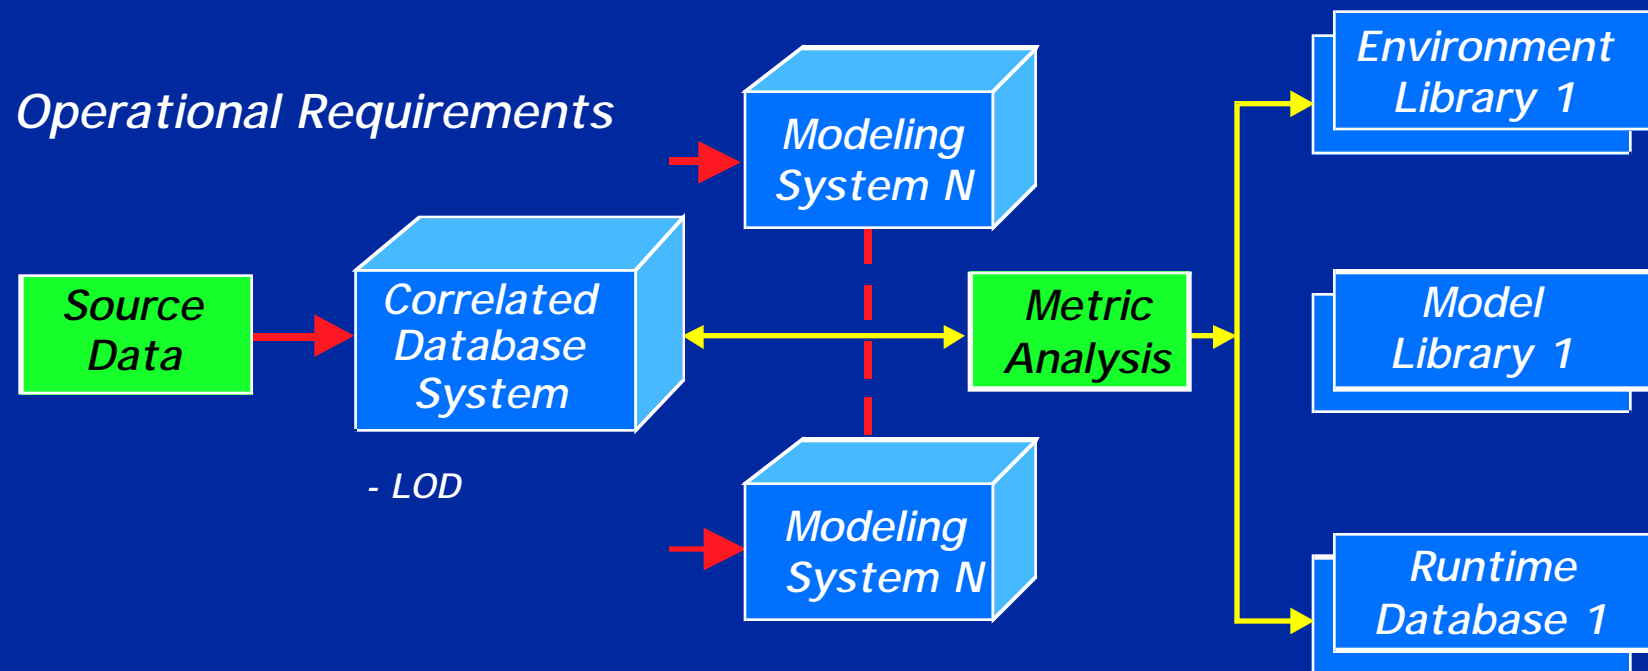 Operational Requirements
Modeling
System N
Environment
Library 1
Source
Data
Correlated
Database
System
Metric
Analysis
Model
Library 1
- LOD
Modeling
System N
Runtime
Database 1